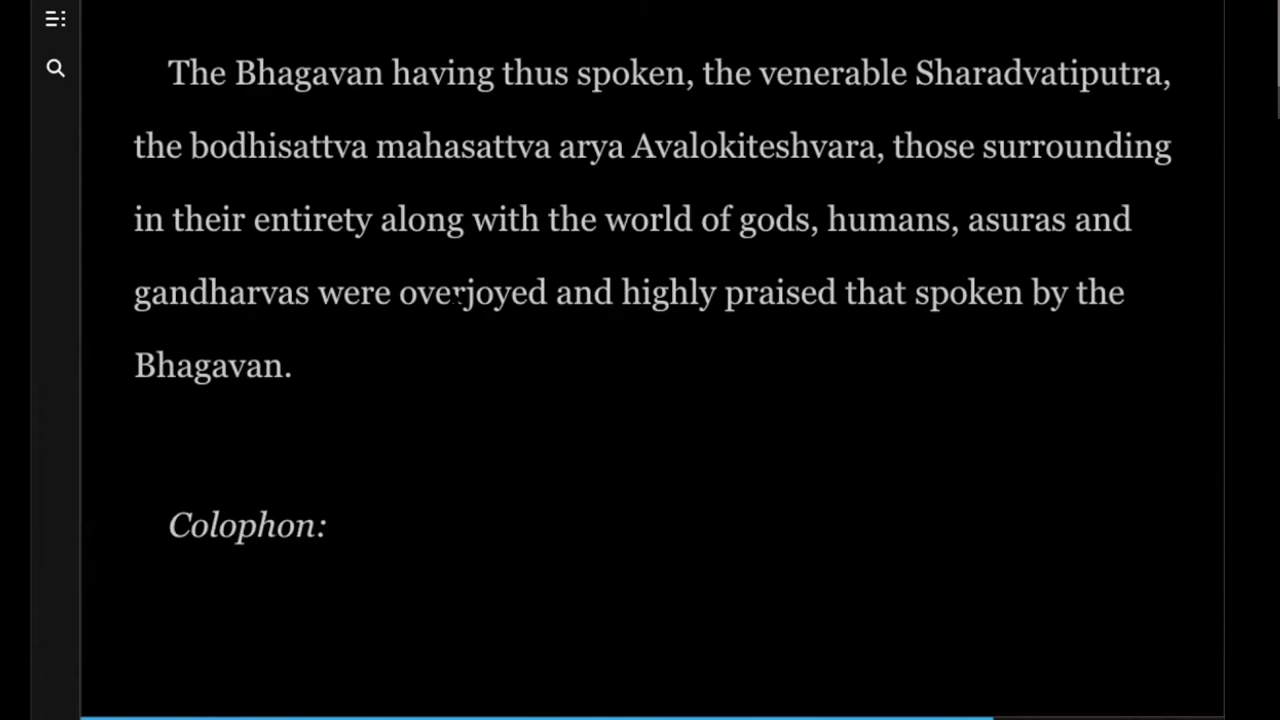 The Bhagavan having thus spoken, the venerable Sharadvatiputra,
the bodhisattva mahasattva arya Avalokiteshvara, those surrounding
in their entirety along with the world of gods, humans, asuras and
gandharvas were overjoyed and highly praised that spoken by the
Bhagavan.
Colophon: